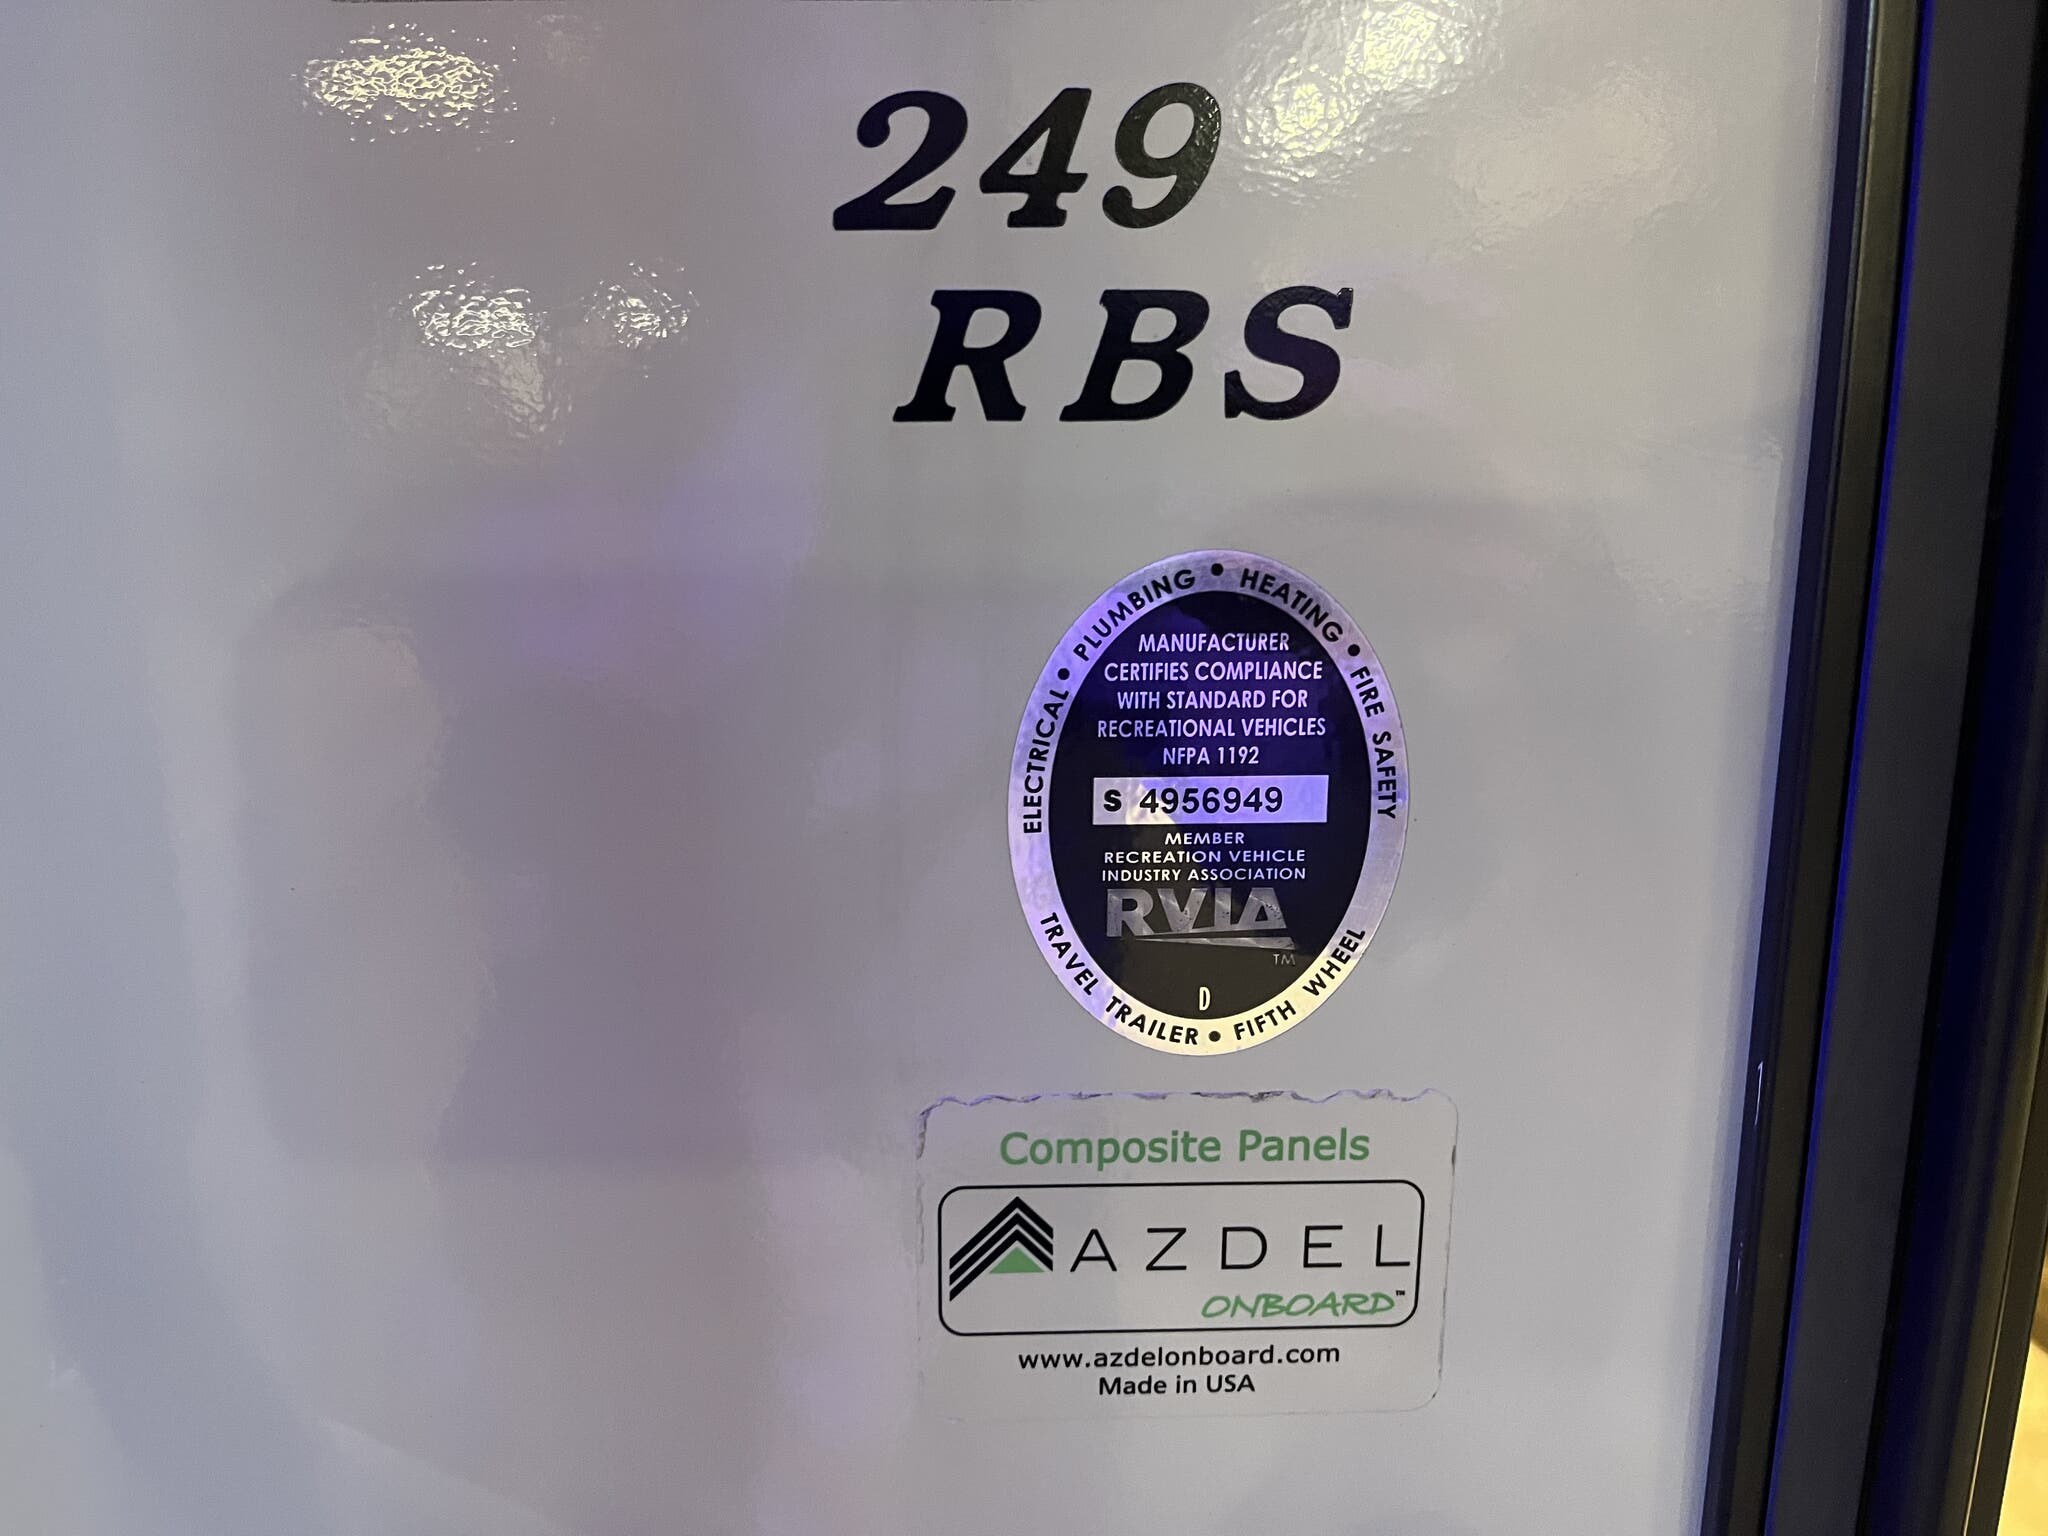 249
RBS
ELECTRICAL • PLUMBING • HEATING • FIRE SAFETY
MANUFACTURER
CERTIFIES COMPLIANCE
WITH STANDARD FOR
RECREATIONAL VEHICLES
NFPA 1192
S 4956949
MEMBER
RECREATION VEHICLE
INDUSTRY ASSOCIATION
RVIA
TM
D
TRAVEL TRAILER • FIFTH WHEEL
Composite Panels
AZDEL
ONBOARD™
www.azdelonboard.com
Made in USA